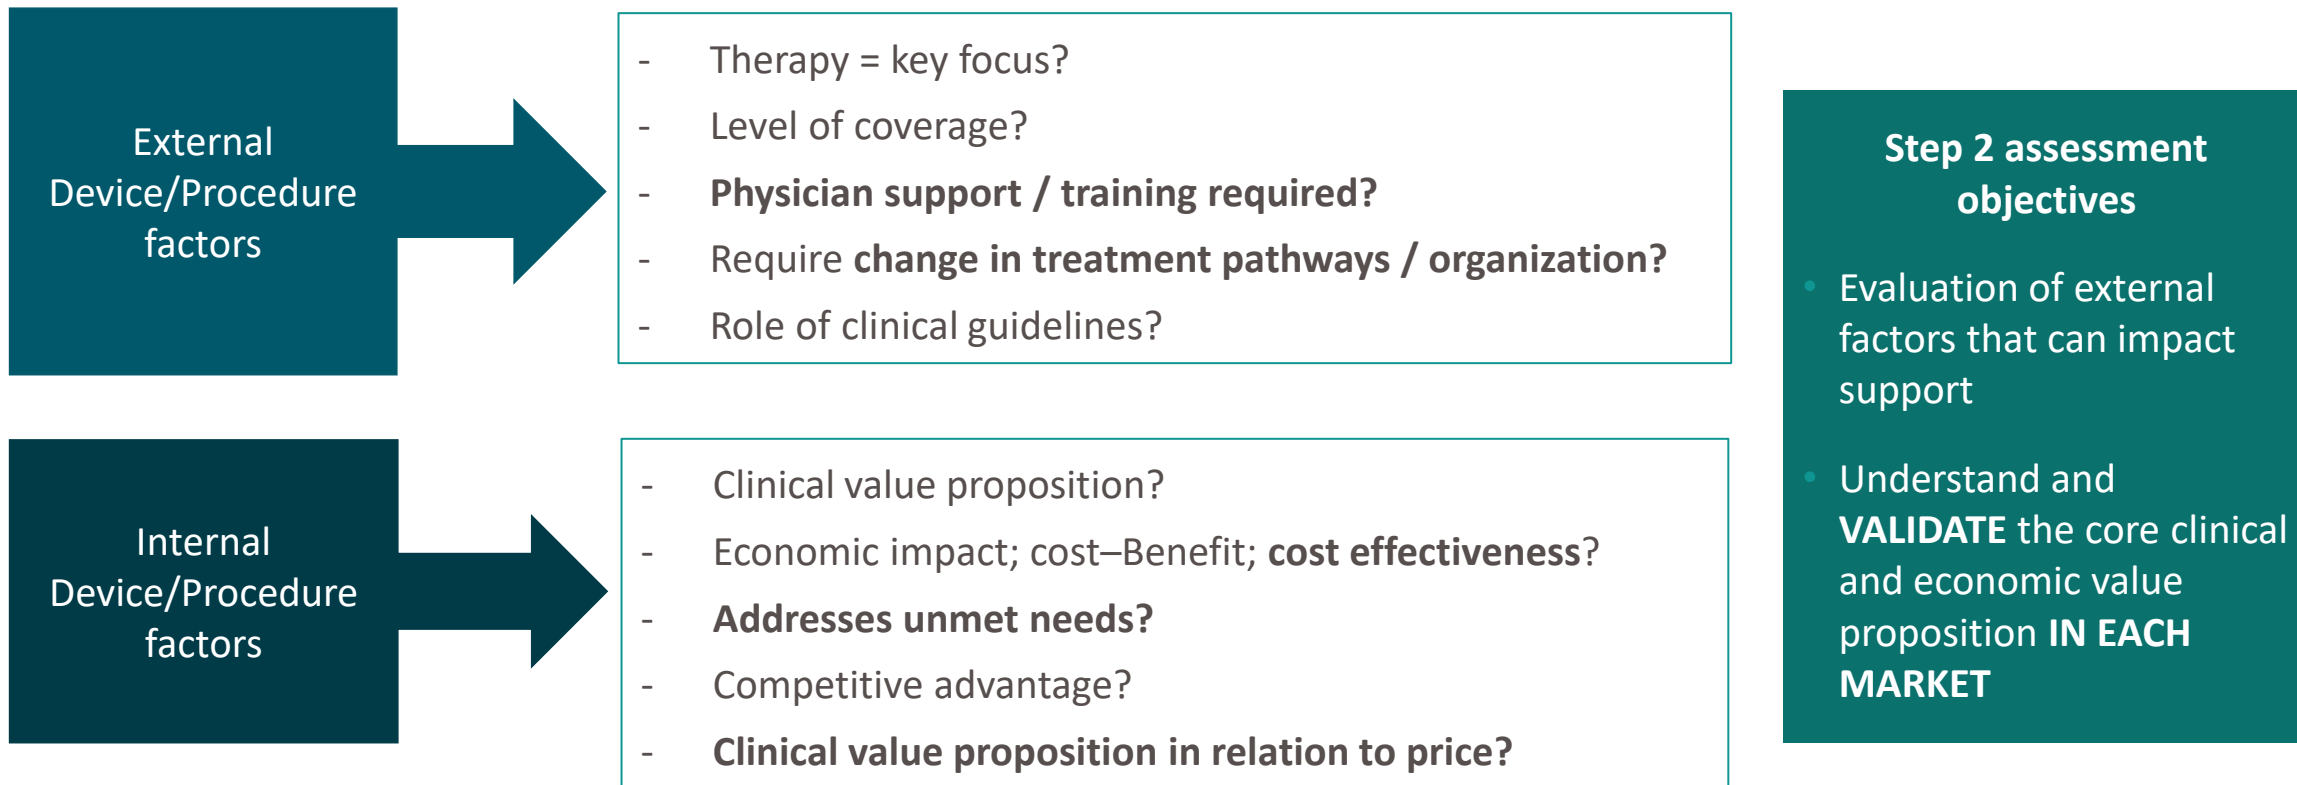 External
Device/Procedure
factors
- Therapy = key focus?
- Level of coverage?
- Physician support / training required?
- Require change in treatment pathways / organization?
- Role of clinical guidelines?
Internal
Device/Procedure
factors
- Clinical value proposition?
- Economic impact; cost–Benefit; cost effectiveness?
- Addresses unmet needs?
- Competitive advantage?
- Clinical value proposition in relation to price?
Step 2 assessment
objectives
• Evaluation of external
factors that can impact
support
• Understand and
VALIDATE the core clinical
and economic value
proposition IN EACH
MARKET